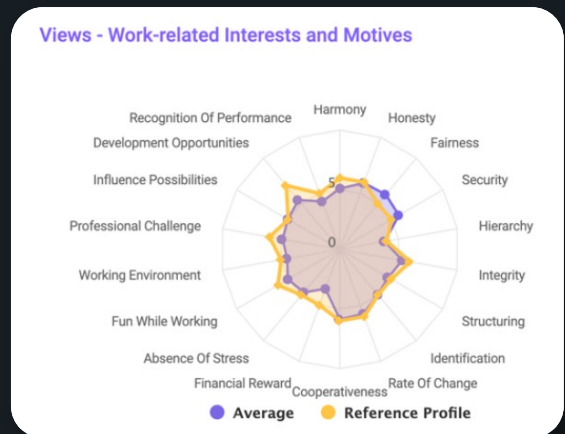 Views - Work-related Interests and Motives
Harmony
Recognition Of Performance
Honesty
Development Opportunities
Fairness
Influence Possibilities
Security
5
Professional Challenge
Hierarchy
0
Working Environment
Integrity
Fun While Working
Structuring
Absence Of Stress
Identification
Financial Reward
Cooperativeness
Rate Of Change
Average
Reference Profile